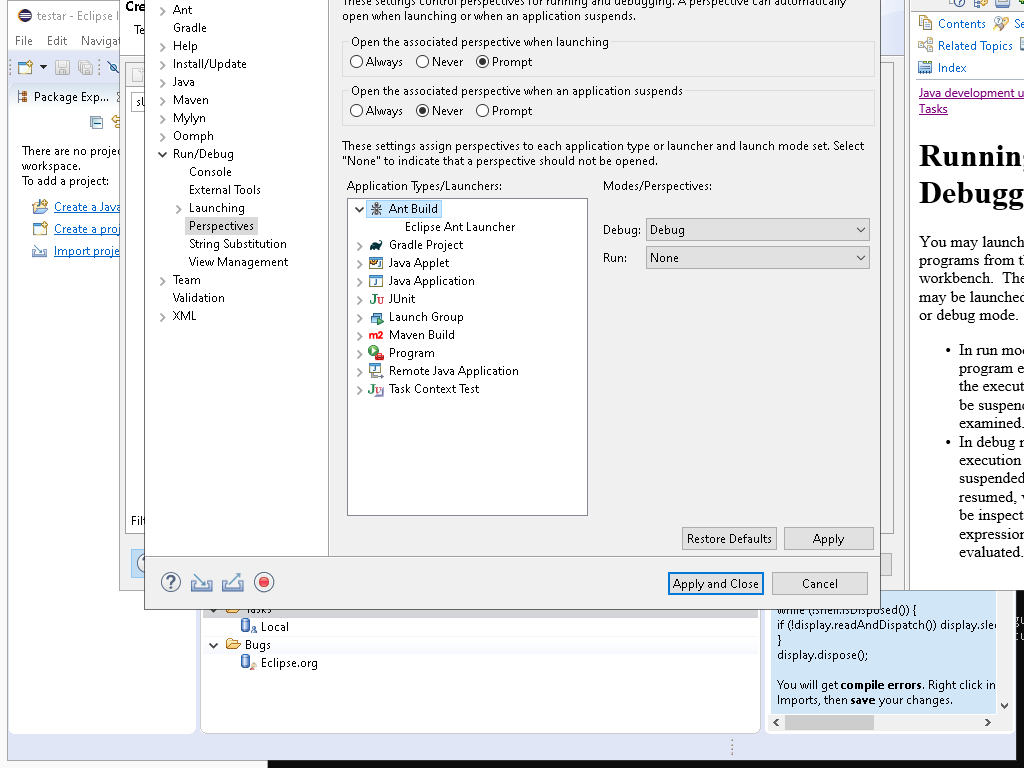 testar - Eclipse I
File Edit Navigat
Package Exp...
There are no proje
workspace.
To add a project:
Create a Java
Create a proj
Import proje
Cre
Te
sl
Filt
Ant
Gradle
Help
Install/Update
Java
Maven
Mylyn
Oomph
Run/Debug
Console
External Tools
Launching
Perspectives
String Substitution
View Management
Team
Validation
XML
These settings control perspectives for running and debugging. A perspective can automatically
open when launching or when an application suspends.
Open the associated perspective when launching
Always Never Prompt
Open the associated perspective when an application suspends
Always Never Prompt
These settings assign perspectives to each application type or launcher and launch mode set. Select
"None" to indicate that a perspective should not be opened.
Application Types/Launchers:
Modes/Perspectives:
Ant Build
Eclipse Ant Launcher
Gradle Project
Java Applet
Java Application
JUnit
Launch Group
Maven Build
Program
Remote Java Application
Task Context Test
Debug: Debug
Run: None
Restore Defaults Apply
Apply and Close Cancel
Tasks
Local
Bugs
Eclipse.org
while (!shell.isDisposed()) {
if (!display.readAndDispatch()) display.slee
}
display.dispose();
You will get compile errors. Right click in
Imports, then save your changes.
Contents Se
Related Topics
Index
Java development u
Tasks
Running
Debugg
You may launch
programs from th
workbench. The
may be launched
or debug mode.
• In run mod
program e
the execut
be suspend
examined.
• In debug m
execution
suspended
resumed, v
be inspect
expression
evaluated.